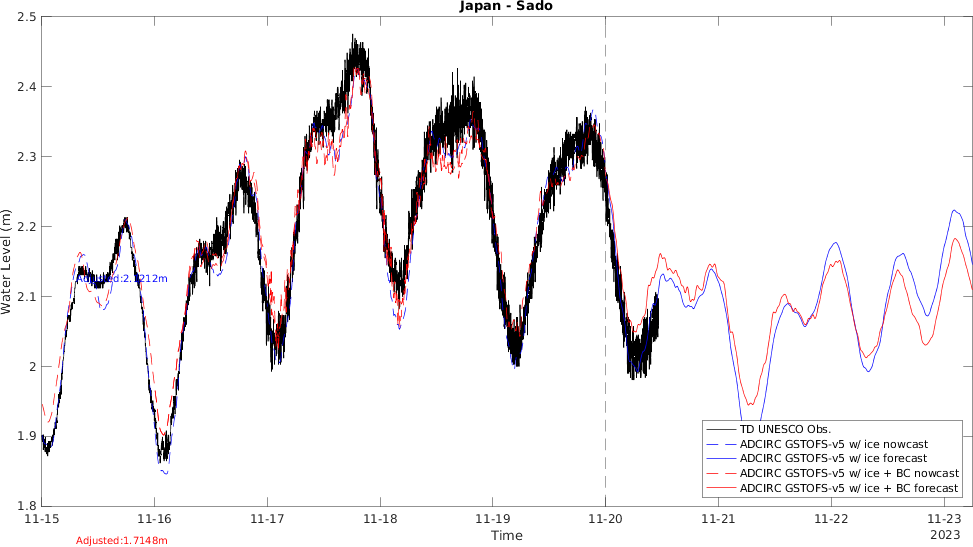 Japan - Sado
Water Level (m)
2.5
2.4
2.3
2.2
2.1
2
1.9
1.8
TD UNESCO Obs.
ADCIRC GSTOFS-v5 w/ ice nowcast
ADCIRC GSTOFS-v5 w/ ice forecast
ADCIRC GSTOFS-v5 w/ ice + BC nowcast
ADCIRC GSTOFS-v5 w/ ice + BC forecast
11-15 11-16 11-17 11-18 11-19 11-20 11-21 11-22 11-23
Time
2023
Adjusted:1.7148m